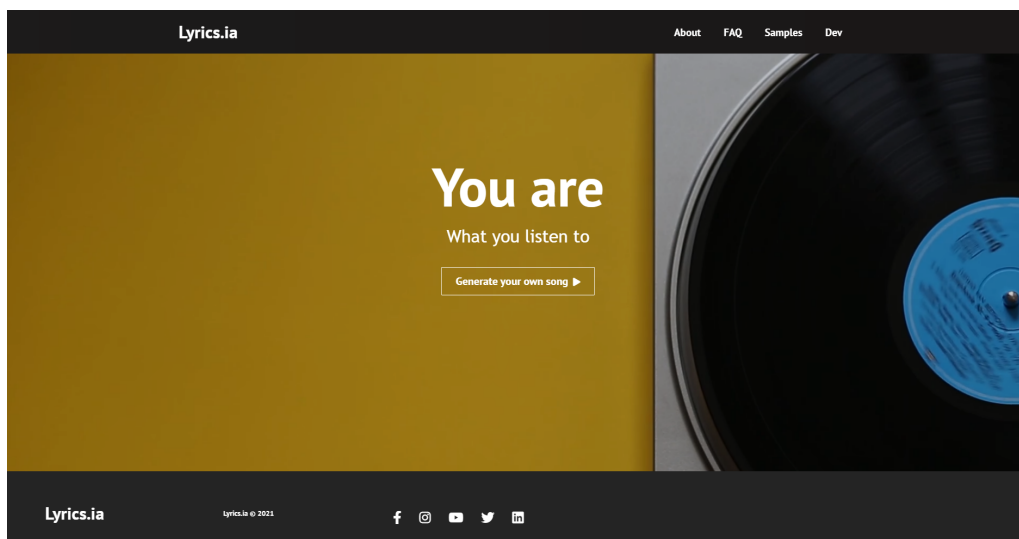 Lyrics.ia
About FAQ Samples Dev
You are
What you listen to
Generate your own song
Lyrics.ia
Lyrics.ia © 2021